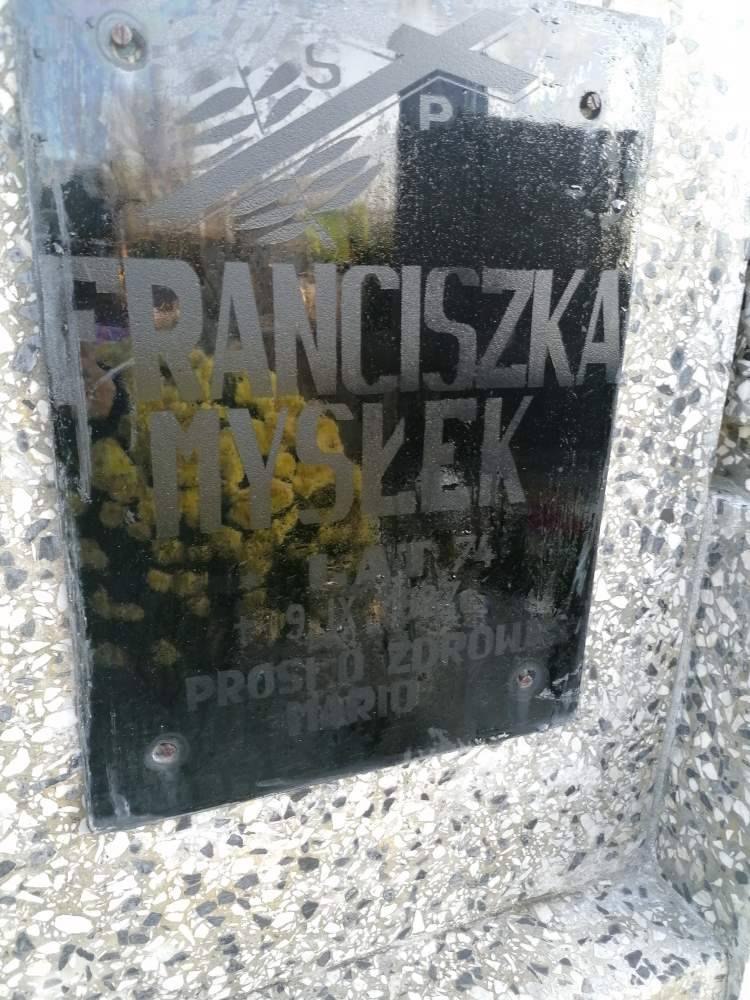 S P
FRANCISZKA
MYSŁEK
LAT 74
PROSI O ZDROWAŚ
MARIO